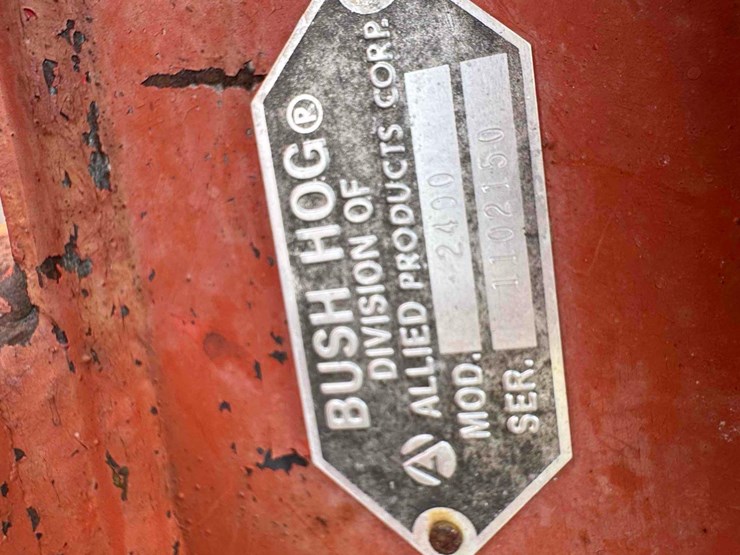 BUSH HOG®
DIVISION OF
ALLIED PRODUCTS CORP.
MOD. 2400
SER. 1102150